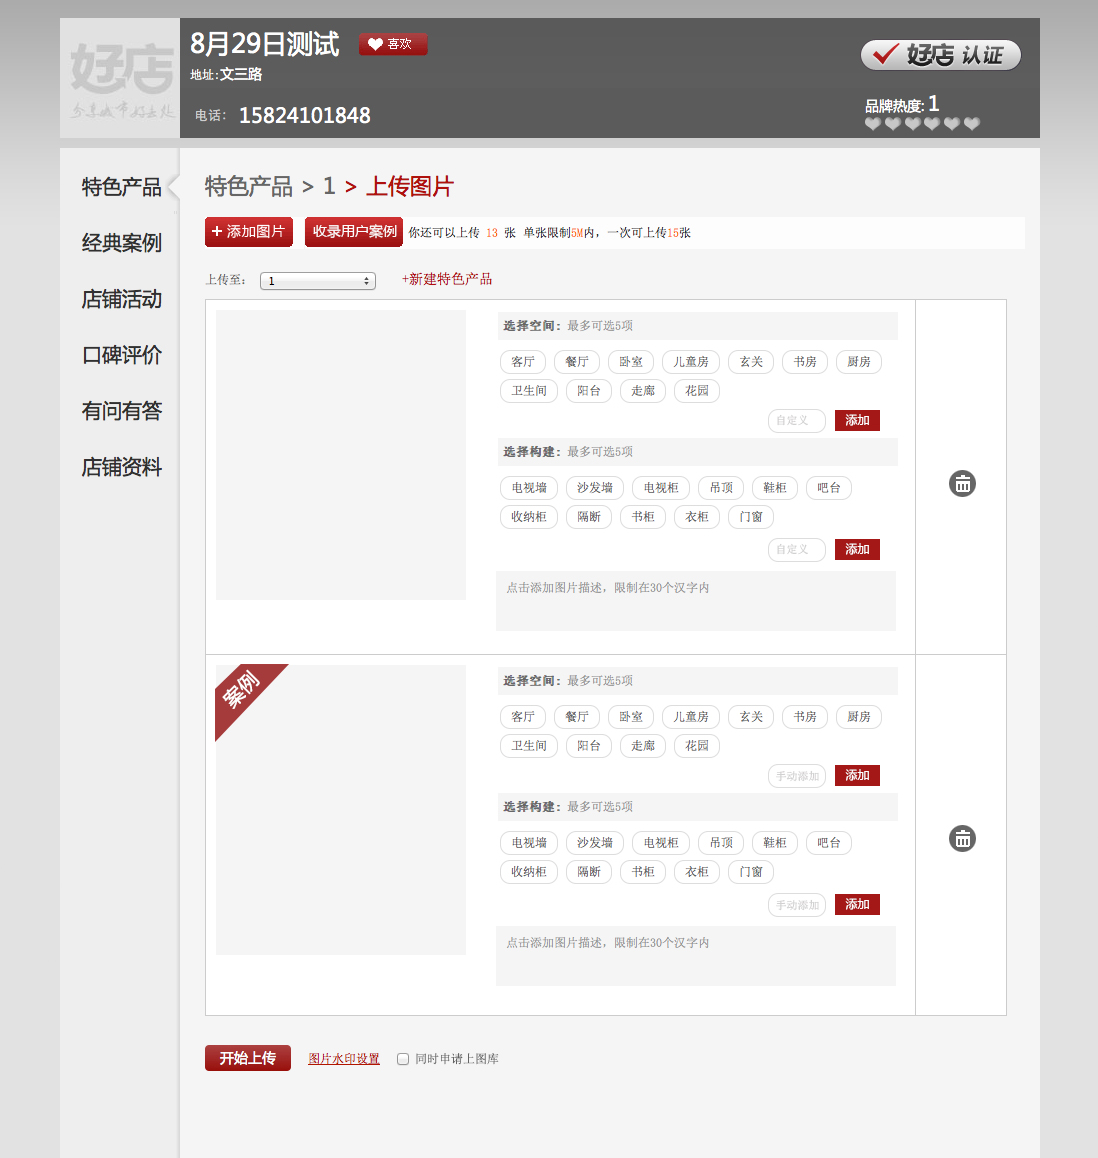 好店
分享城市好去处
8月29日测试
喜欢
地址:文三路
电话: 15824101848
好店 认证
品牌热度: 1
特色产品
经典案例
店铺活动
口碑评价
有问有答
店铺资料
特色产品 > 1 > 上传图片
+ 添加图片 收录用户案例 你还可以上传 13 张 单张限制5M内，一次可上传15张
上传至: 1 +新建特色产品
选择空间: 最多可选5项
客厅 餐厅 卧室 儿童房 玄关 书房 厨房
卫生间 阳台 走廊 花园
自定义 添加
选择构建: 最多可选5项
电视墙 沙发墙 电视柜 吊顶 鞋柜 吧台
收纳柜 隔断 书柜 衣柜 门窗
自定义 添加
点击添加图片描述，限制在30个汉字内
案例
选择空间: 最多可选5项
客厅 餐厅 卧室 儿童房 玄关 书房 厨房
卫生间 阳台 走廊 花园
手动添加 添加
选择构建: 最多可选5项
电视墙 沙发墙 电视柜 吊顶 鞋柜 吧台
收纳柜 隔断 书柜 衣柜 门窗
手动添加 添加
点击添加图片描述，限制在30个汉字内
开始上传 图片水印设置 同时申请上图库